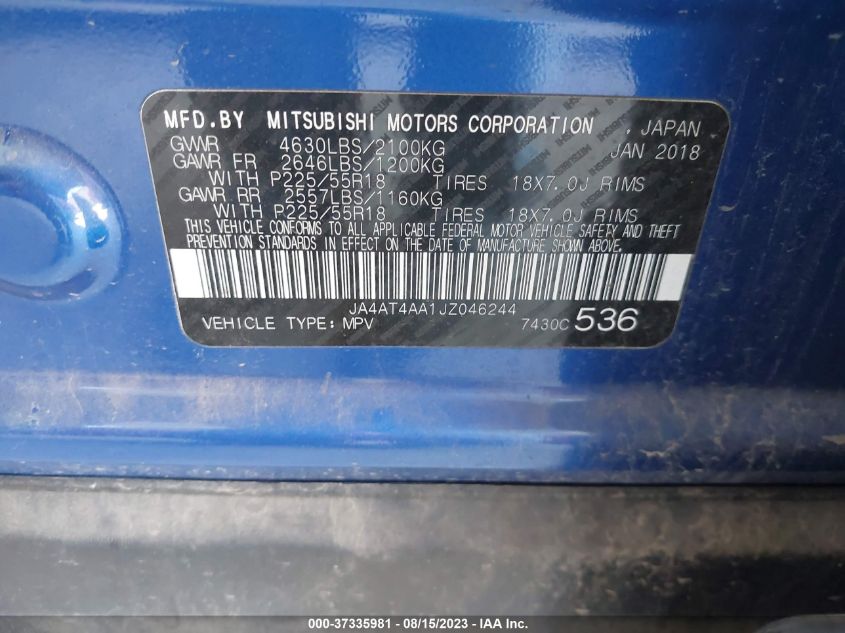 MFD.BY MITSUBISHI MOTORS CORPORATION . JAPAN
GVWR 4630LBS/2100KG JAN 2018
GAWR FR 2646LBS/1200KG
WITH P225/55R18 TIRES 18X7.0J RIMS
GAWR RR 2557LBS/1160KG
WITH P225/55R18 TIRES 18X7.0J RIMS
THIS VEHICLE CONFORMS TO ALL APPLICABLE FEDERAL MOTOR VEHICLE SAFETY AND THEFT
PREVENTION STANDARDS IN EFFECT ON THE DATE OF MANUFACTURE SHOWN ABOVE.
JA4AT4AA1JZ046244
VEHICLE TYPE: MPV 7430C 536
000-37335981 - 08/15/2023 - IAA Inc.